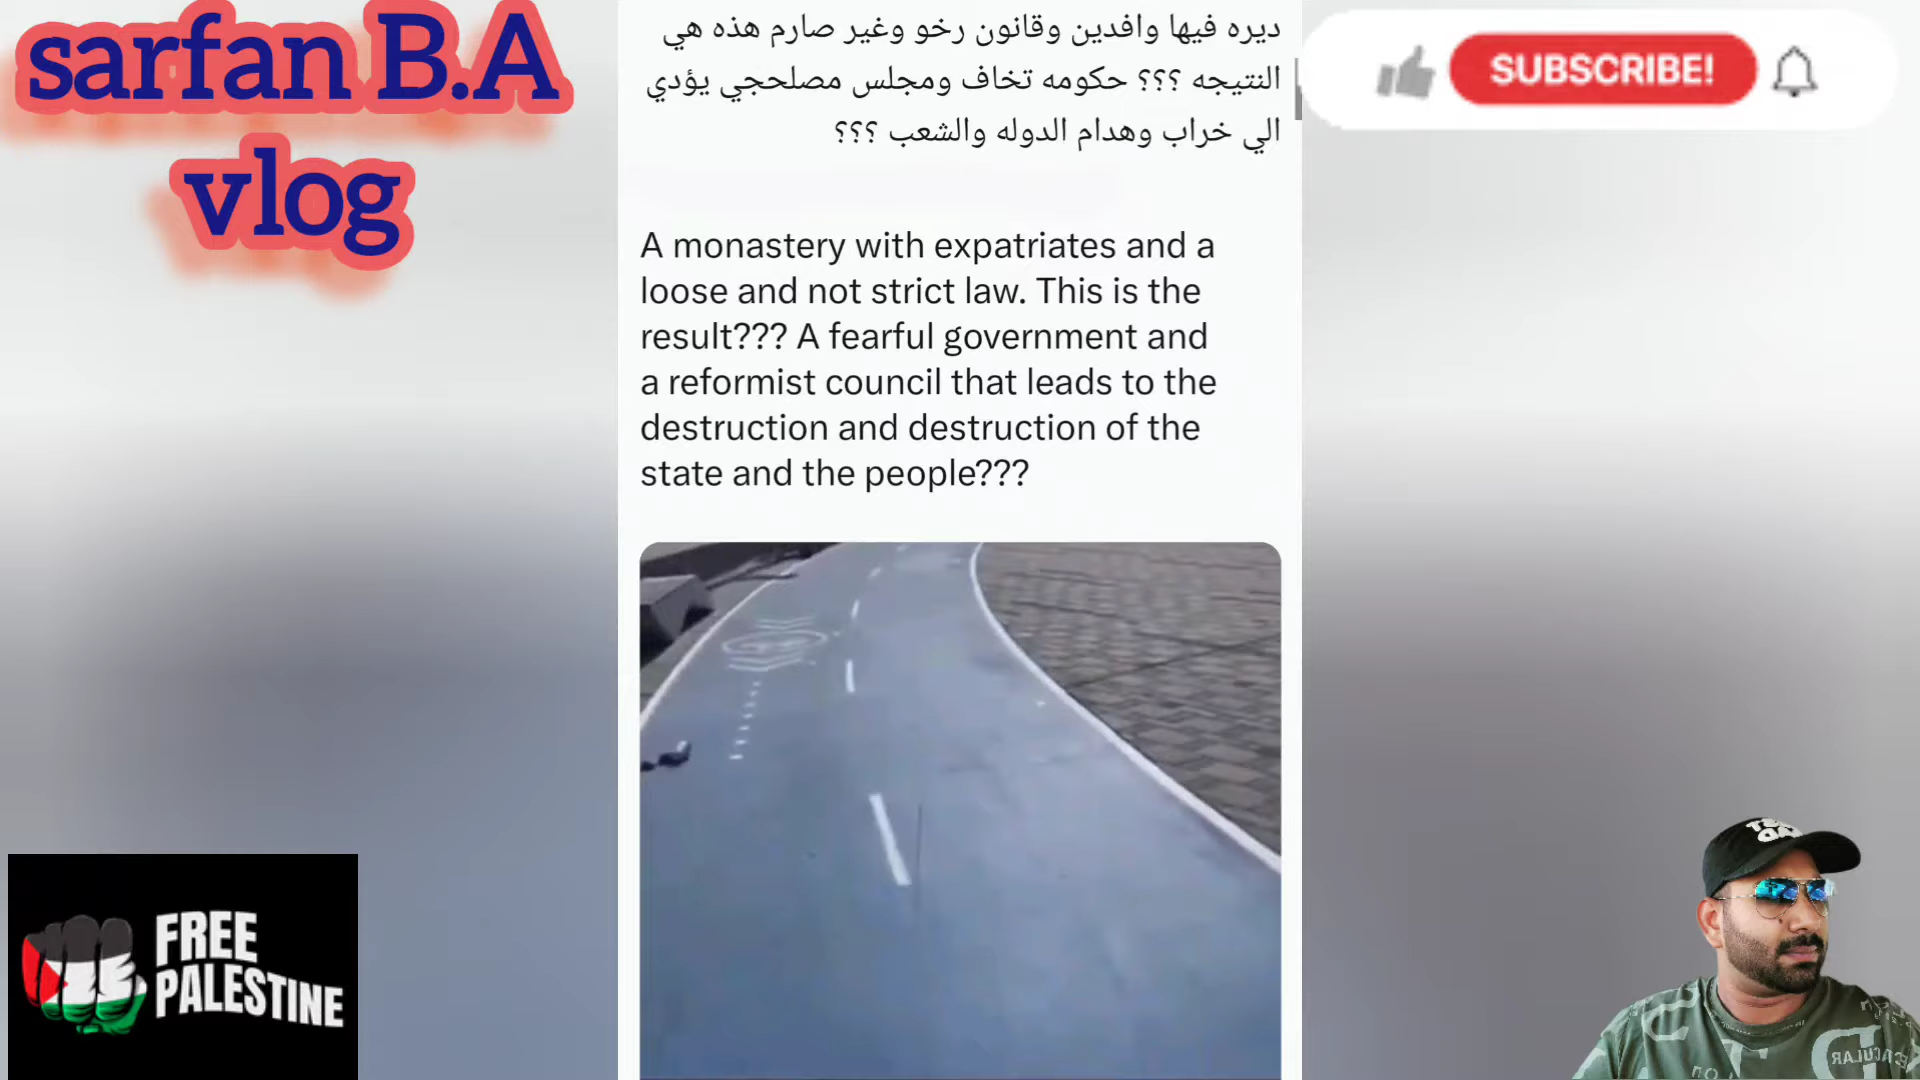 sarfan B.A
vlog
ديره فيها وافدين وقانون رخو وغير صارم هذه هي
النتيجه ؟؟؟ حكومه تخاف ومجلس مصلحجي يؤدي
الي خراب وهدام الدوله والشعب ؟؟؟
SUBSCRIBE!
A monastery with expatriates and a
loose and not strict law. This is the
result??? A fearful government and
a reformist council that leads to the
destruction and destruction of the
state and the people???
FREE
PALESTINE